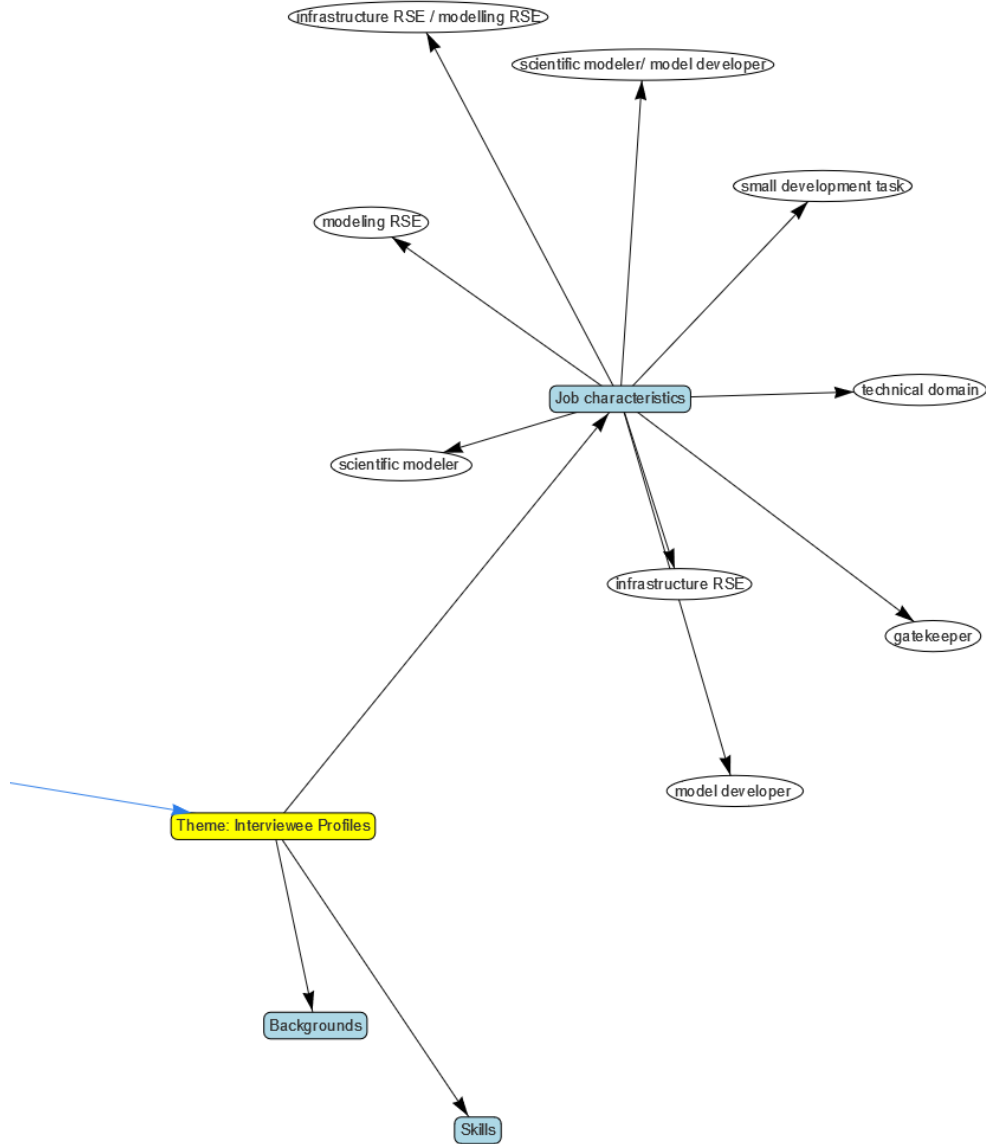 infrastructure RSE / modelling RSE
scientific modeler/ model developer
small development task
modeling RSE
technical domain
Job characteristics
scientific modeler
infrastructure RSE
gatekeeper
model developer
Theme: Interviewee Profiles
Backgrounds
Skills